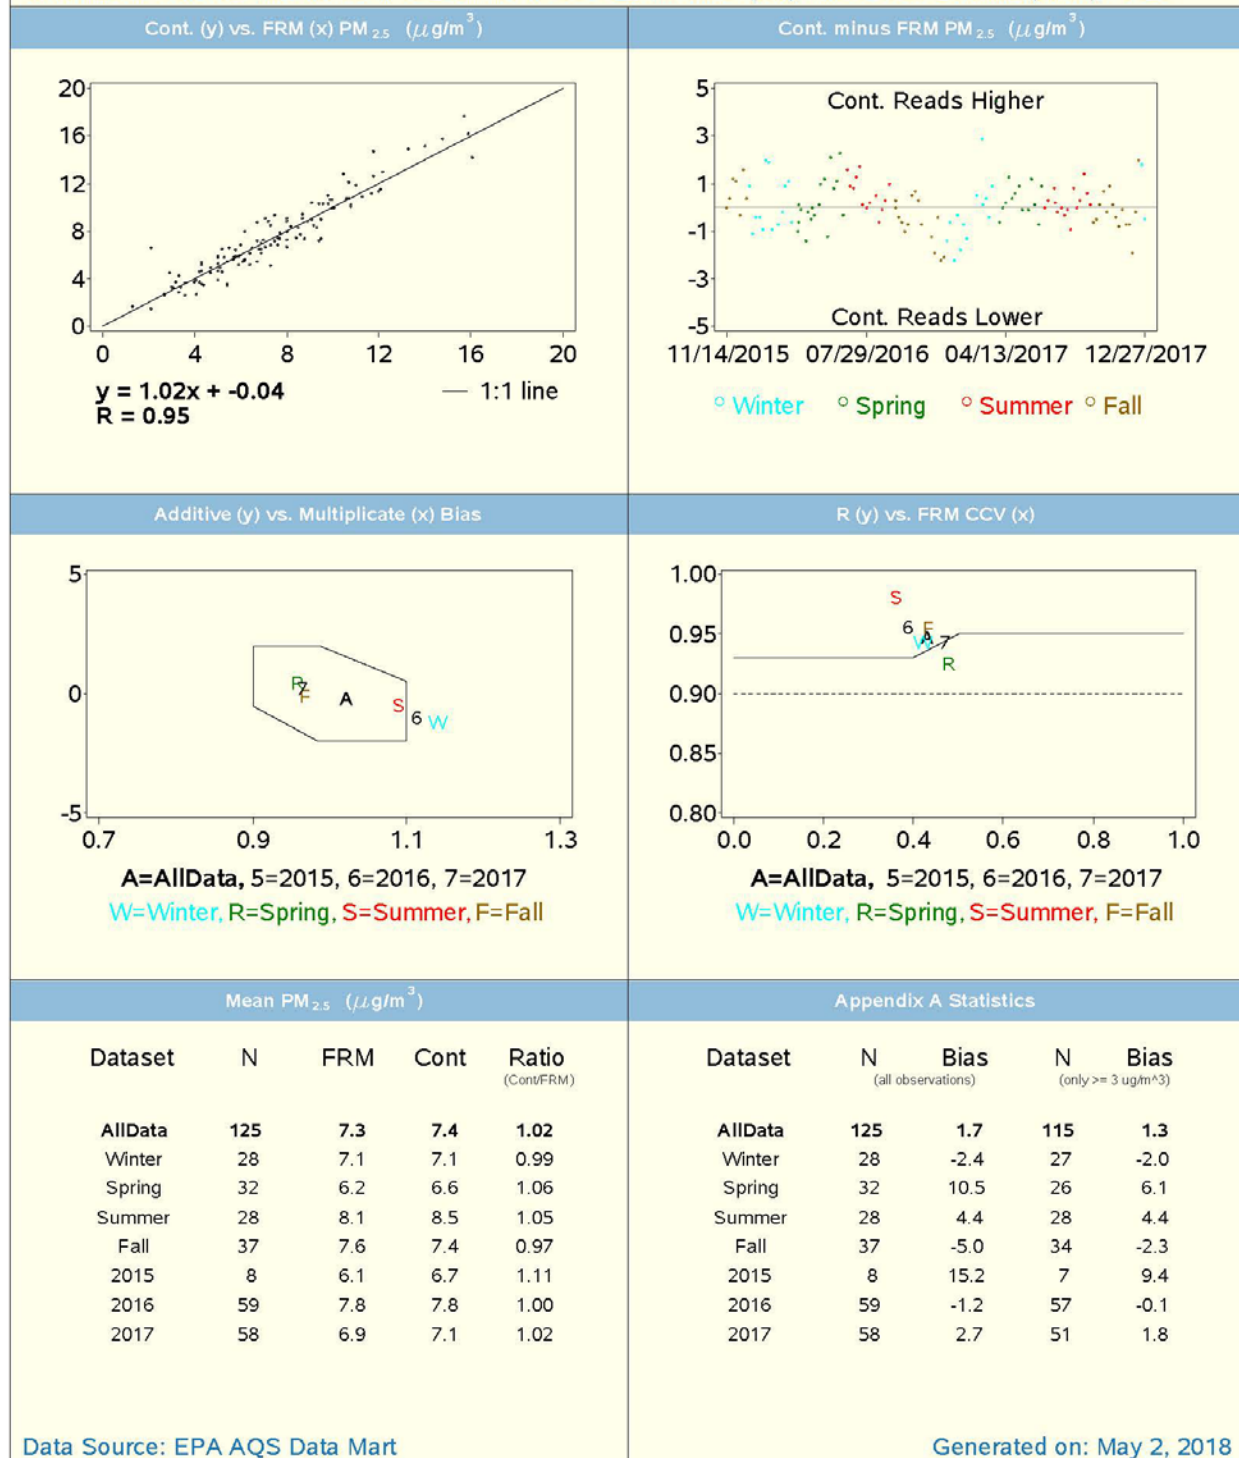 Cont. (y) vs. FRM (x) PM 2.5 (μg/m3)
20
16
12
8
4
0
0 4 8 12 16 20
y = 1.02x + -0.04
R = 0.95
— 1:1 line
Cont. minus FRM PM 2.5 (μg/m3)
5
3
1
-1
-3
-5
Cont. Reads Higher
Cont. Reads Lower
11/14/2015 07/29/2016 04/13/2017 12/27/2017
Winter Spring Summer Fall
Additive (y) vs. Multiplicate (x) Bias
5
0
-5
R 7 F A S 6 W
0.7 0.9 1.1 1.3
A=AllData, 5=2015, 6=2016, 7=2017
W=Winter, R=Spring, S=Summer, F=Fall
R (y) vs. FRM CCV (x)
1.00
0.95
0.90
0.85
0.80
S
6 F
W A 7
R
0.0 0.2 0.4 0.6 0.8 1.0
A=AllData, 5=2015, 6=2016, 7=2017
W=Winter, R=Spring, S=Summer, F=Fall
Mean PM 2.5 (μg/m3)
Dataset N FRM Cont Ratio
(Cont/FRM)
AllData 125 7.3 7.4 1.02
Winter 28 7.1 7.1 0.99
Spring 32 6.2 6.6 1.06
Summer 28 8.1 8.5 1.05
Fall 37 7.6 7.4 0.97
2015 8 6.1 6.7 1.11
2016 59 7.8 7.8 1.00
2017 58 6.9 7.1 1.02
Appendix A Statistics
Dataset N Bias N Bias
(all observations) (only >= 3 ug/m^3)
AllData 125 1.7 115 1.3
Winter 28 -2.4 27 -2.0
Spring 32 10.5 26 6.1
Summer 28 4.4 28 4.4
Fall 37 -5.0 34 -2.3
2015 8 15.2 7 9.4
2016 59 -1.2 57 -0.1
2017 58 2.7 51 1.8
Data Source: EPA AQS Data Mart
Generated on: May 2, 2018